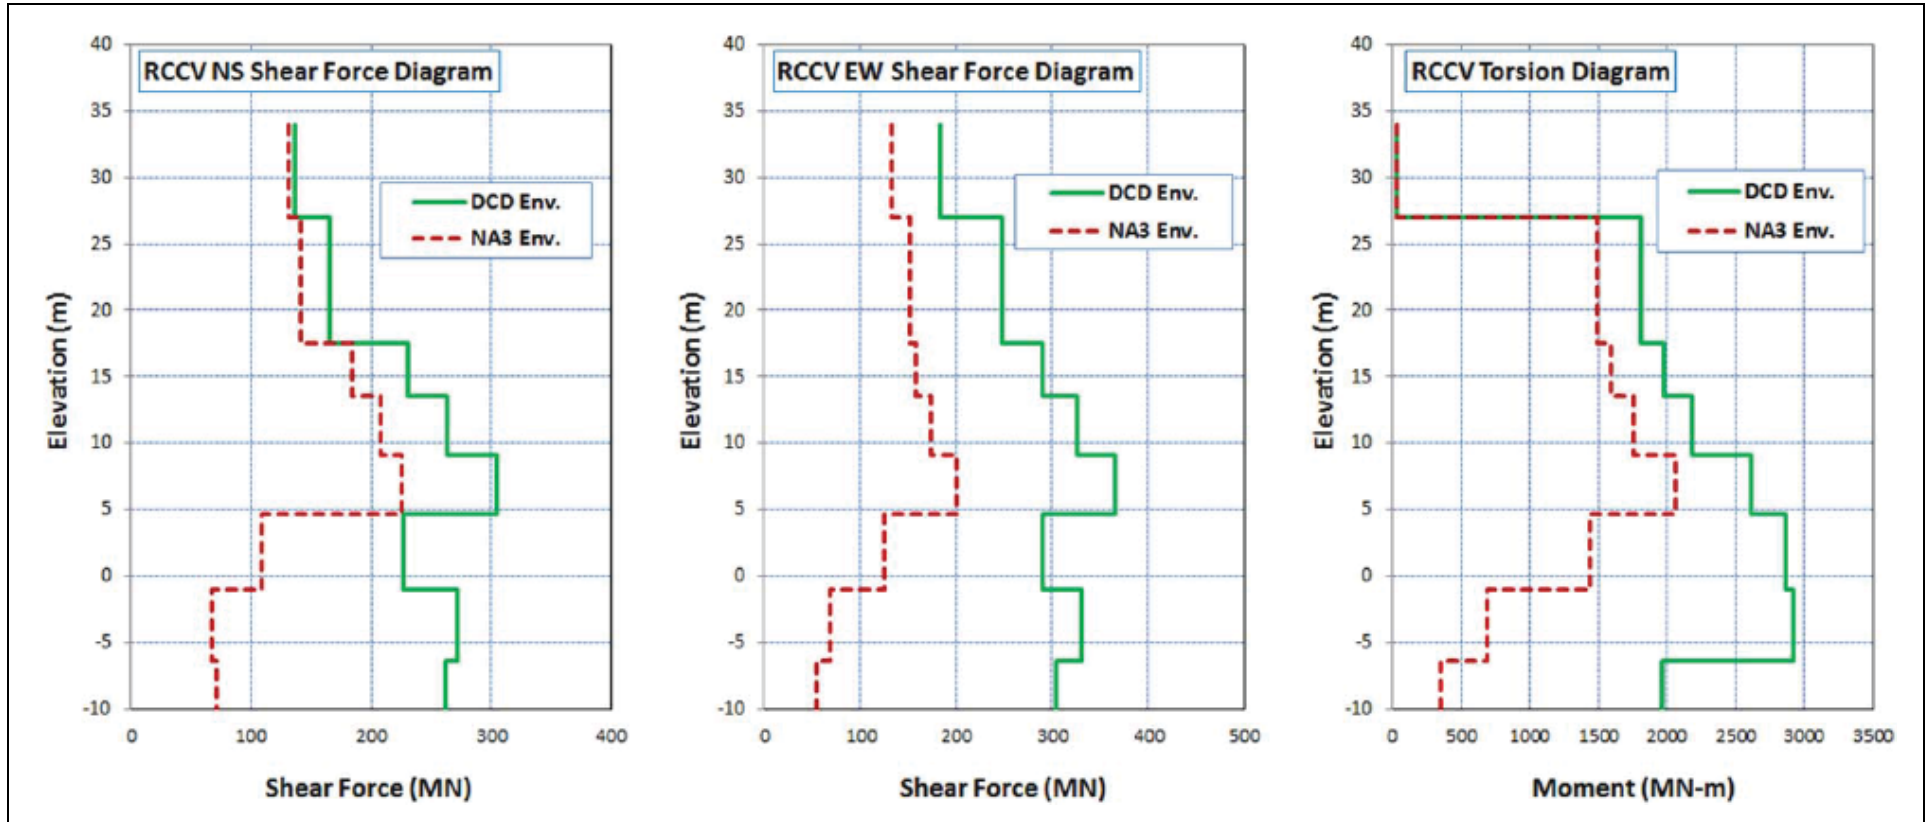 RCCV NS Shear Force Diagram
40
35
30
25
20
15
10
5
0
-5
-10
Elevation (m)
DCD Env.
NA3 Env.
0 100 200 300 400
Shear Force (MN)
RCCV EW Shear Force Diagram
40
35
30
25
20
15
10
5
0
-5
-10
Elevation (m)
DCD Env.
NA3 Env.
0 100 200 300 400 500
Shear Force (MN)
RCCV Torsion Diagram
40
35
30
25
20
15
10
5
0
-5
-10
Elevation (m)
DCD Env.
NA3 Env.
0 500 1000 1500 2000 2500 3000 3500
Moment (MN-m)